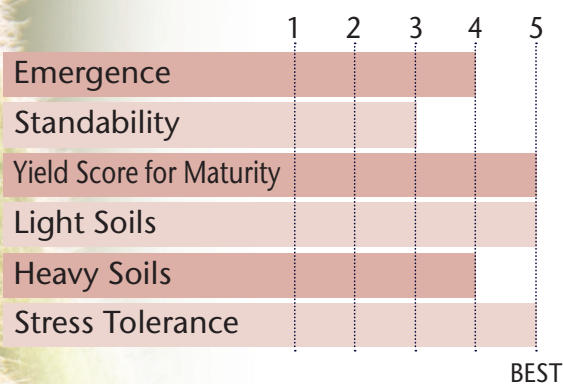 1 2 3 4 5
Emergence
Standability
Yield Score for Maturity
Light Soils
Heavy Soils
Stress Tolerance
BEST